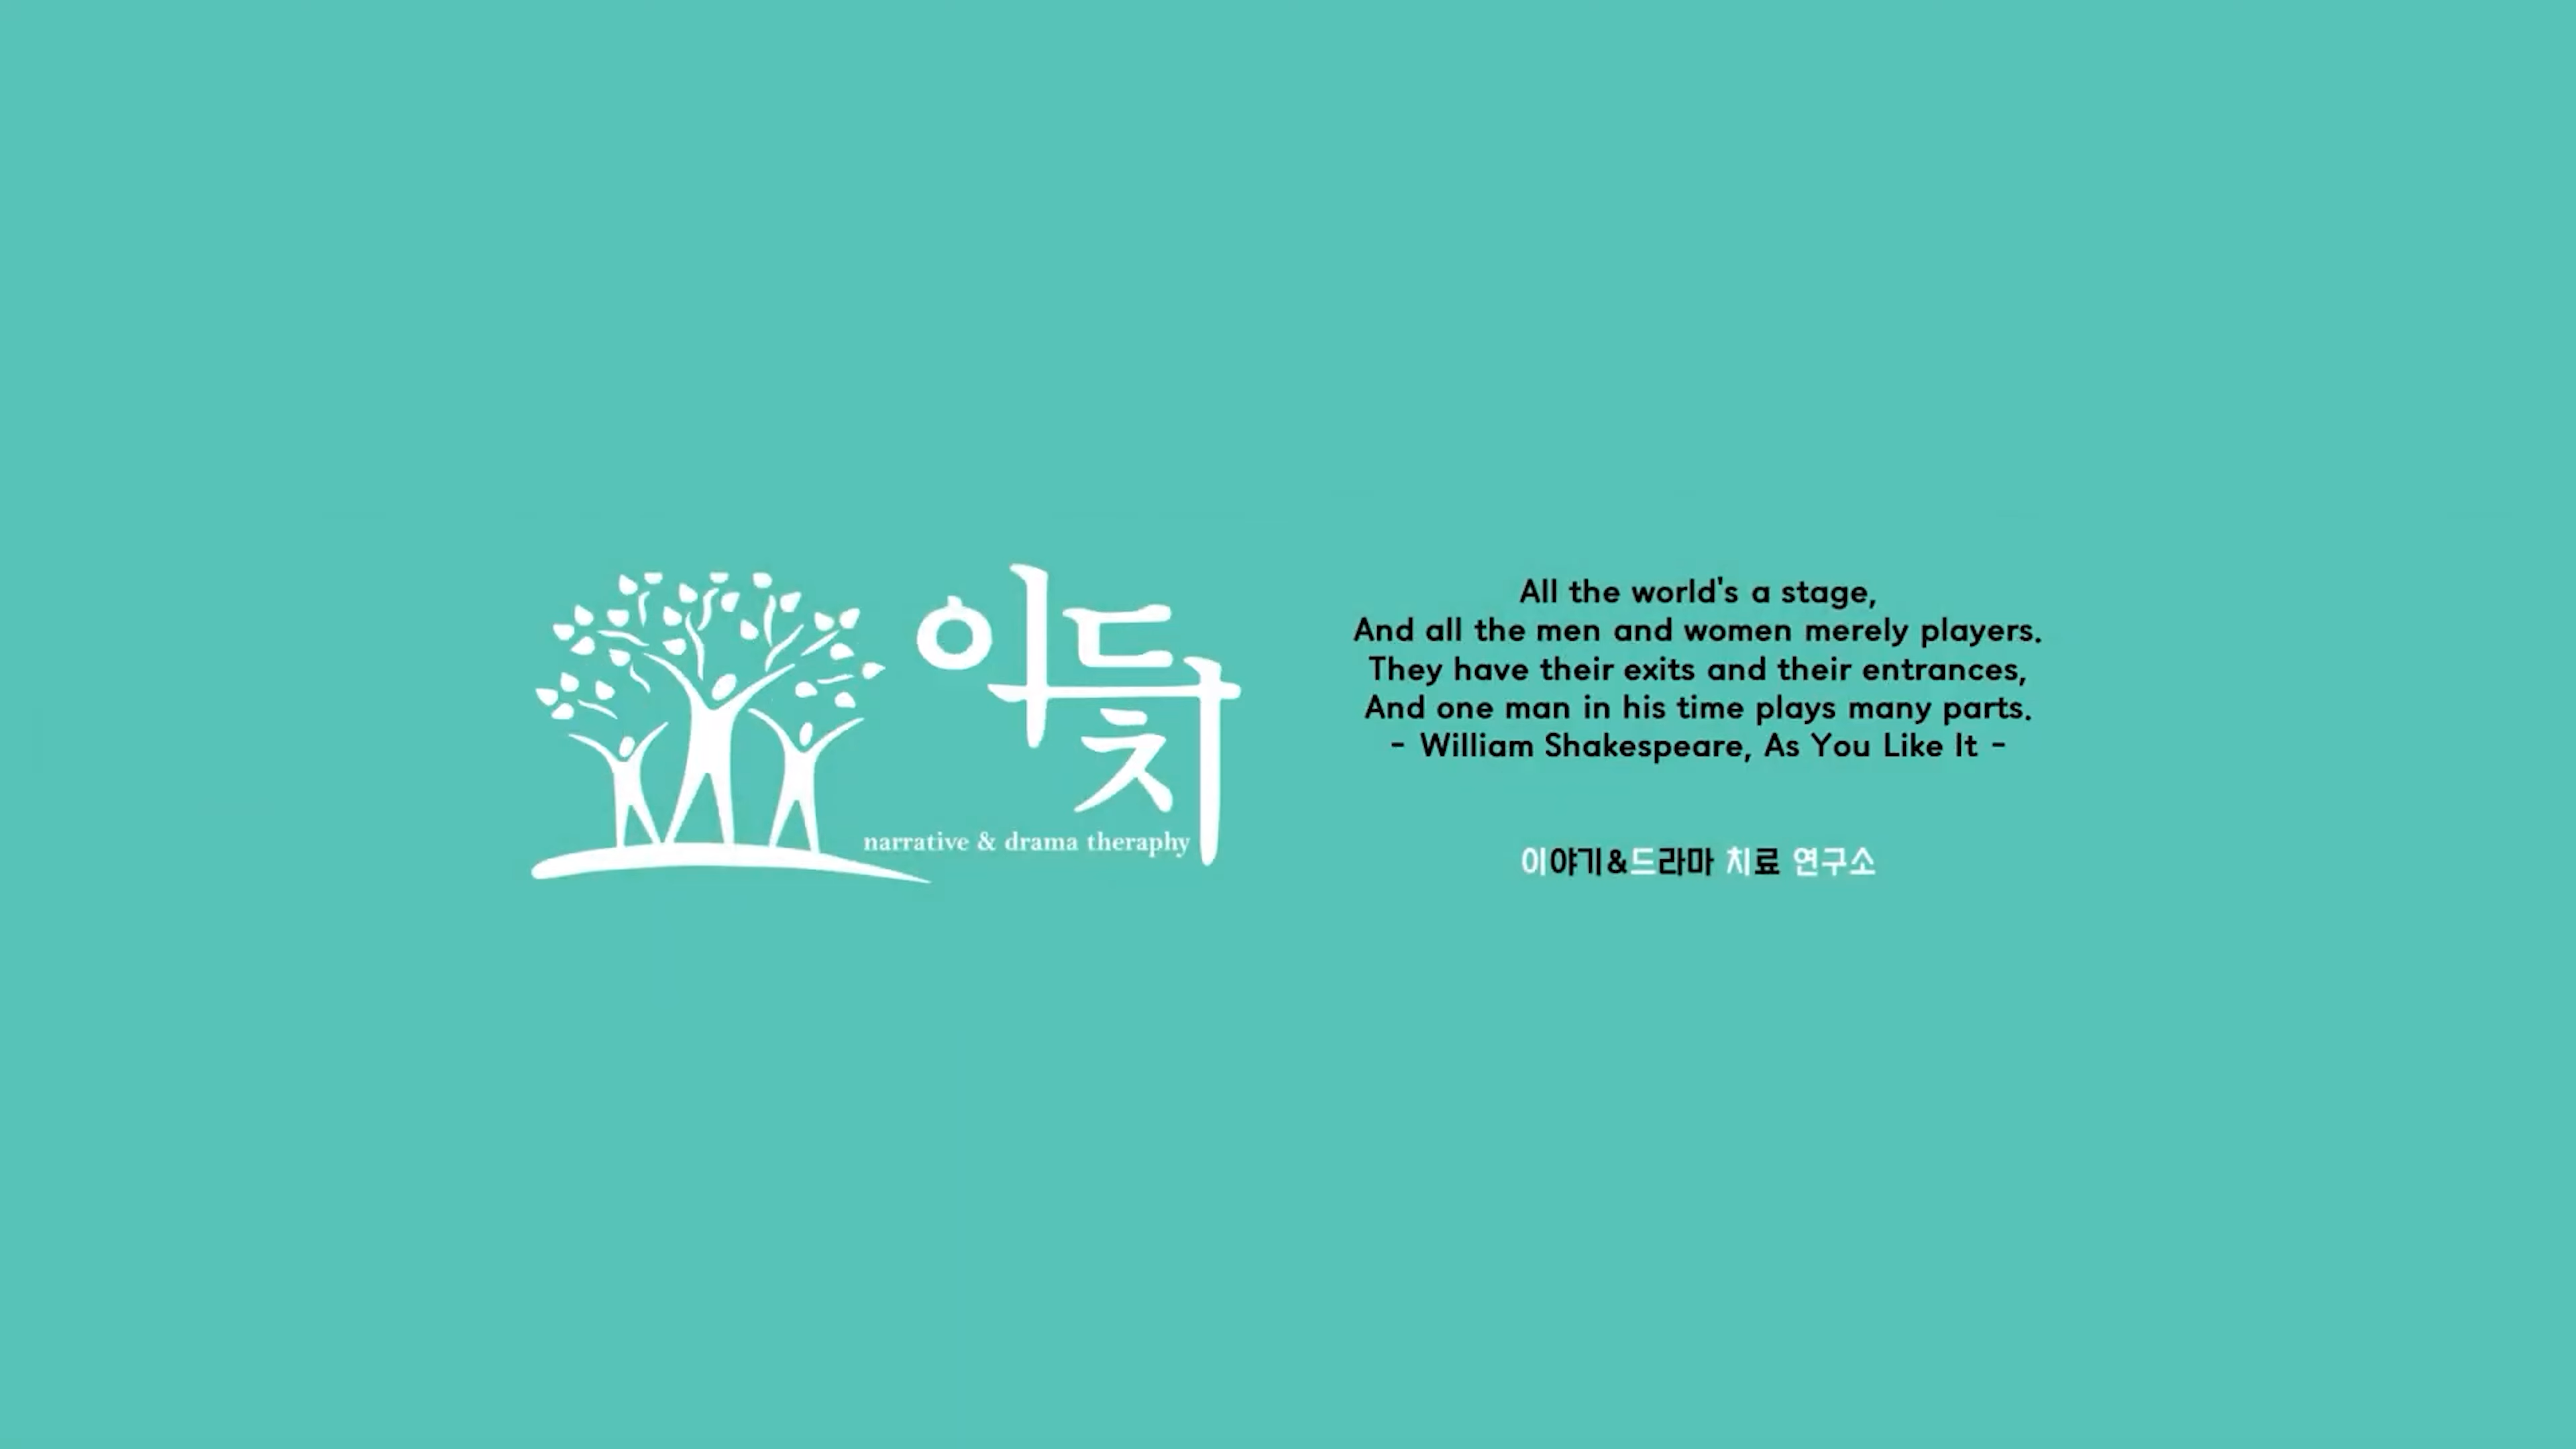 이드치
narrative & drama theraphy
All the world's a stage,
And all the men and women merely players.
They have their exits and their entrances,
And one man in his time plays many parts.
- William Shakespeare, As You Like It -
이야기&드라마 치료 연구소